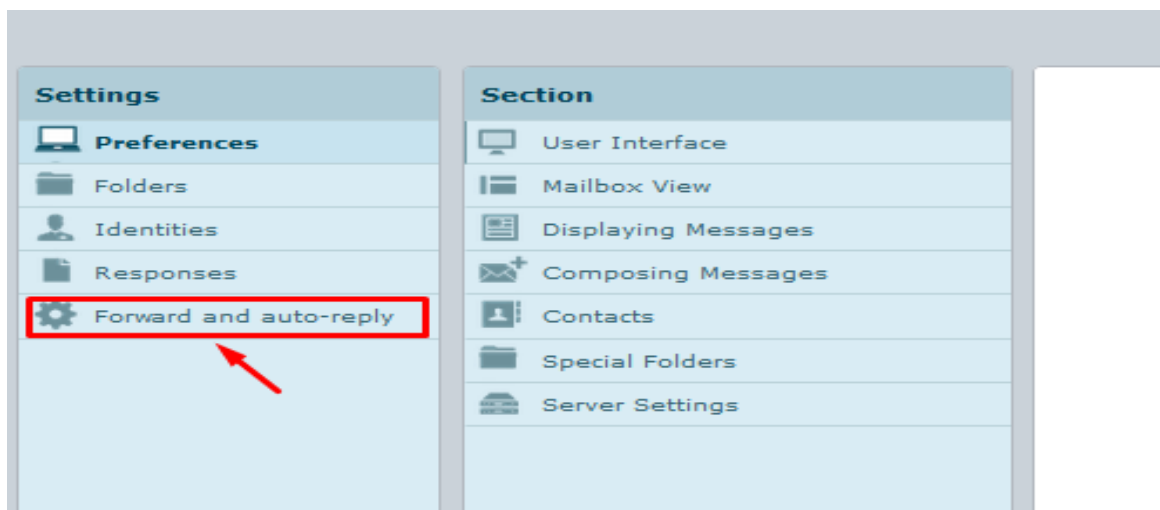 Settings
Preferences
Folders
Identities
Responses
Forward and auto-reply
Section
User Interface
Mailbox View
Displaying Messages
Composing Messages
Contacts
Special Folders
Server Settings